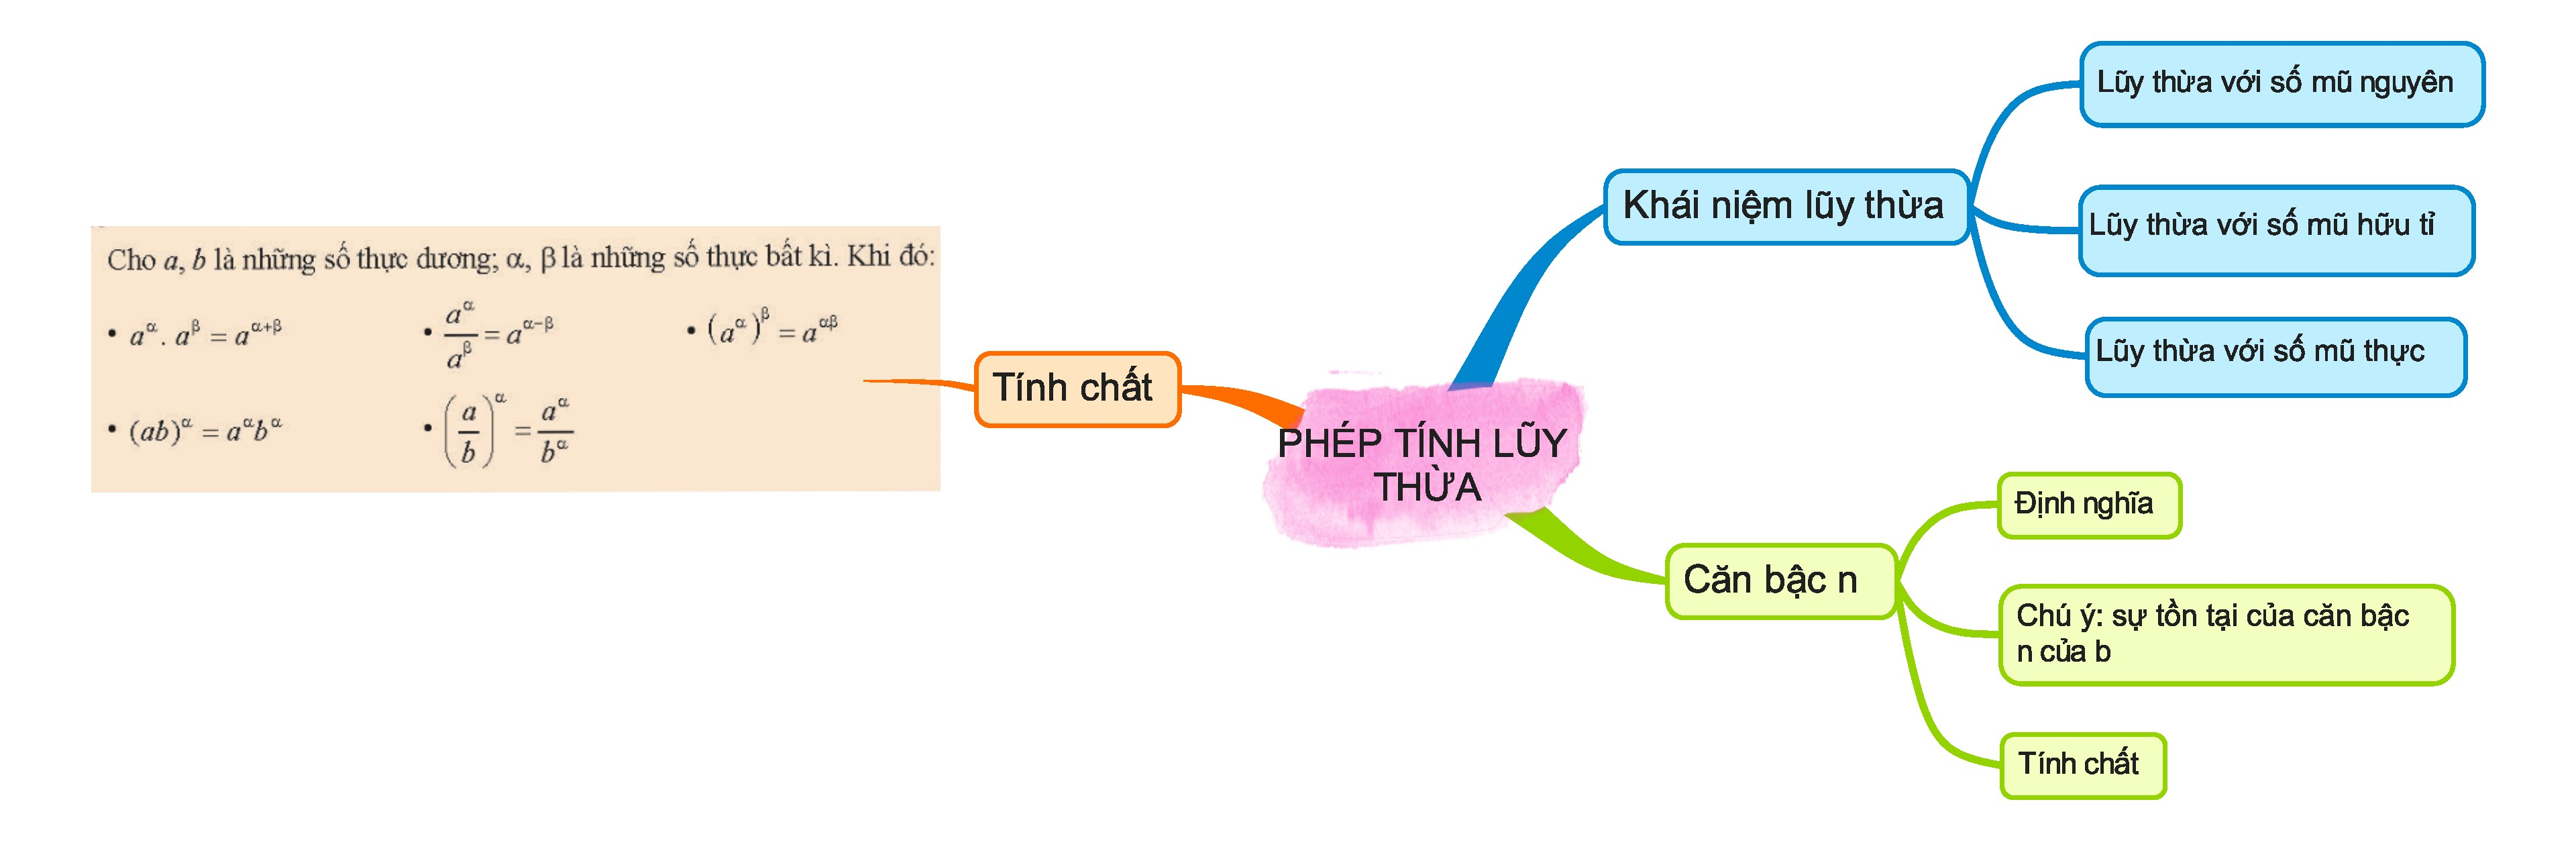 Cho a, b là những số thực dương; α, β là những số thực bất kì. Khi đó:
• a^α . a^β = a^(α+β) • a^α / a^β = a^(α−β) • (a^α)^β = a^(αβ)
• (ab)^α = a^α b^α • (a/b)^α = a^α / b^α
Tính chất
PHÉP TÍNH LŨY
THỪA
Khái niệm lũy thừa
Lũy thừa với số mũ nguyên
Lũy thừa với số mũ hữu tỉ
Lũy thừa với số mũ thực
Căn bậc n
Định nghĩa
Chú ý: sự tồn tại của căn bậc
n của b
Tính chất